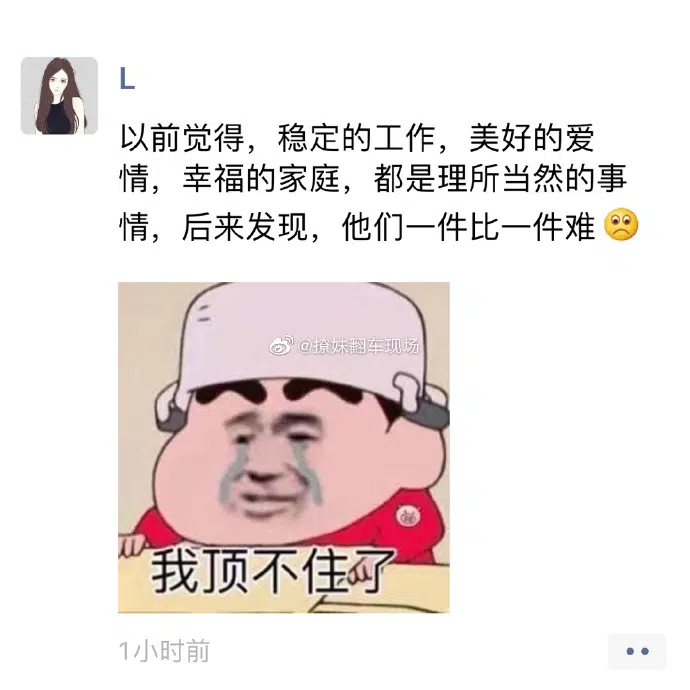 L
以前觉得，稳定的工作，美好的爱
情，幸福的家庭，都是理所当然的事
情，后来发现，他们一件比一件难🙁
@撩妹翻车现场
我顶不住了
1小时前